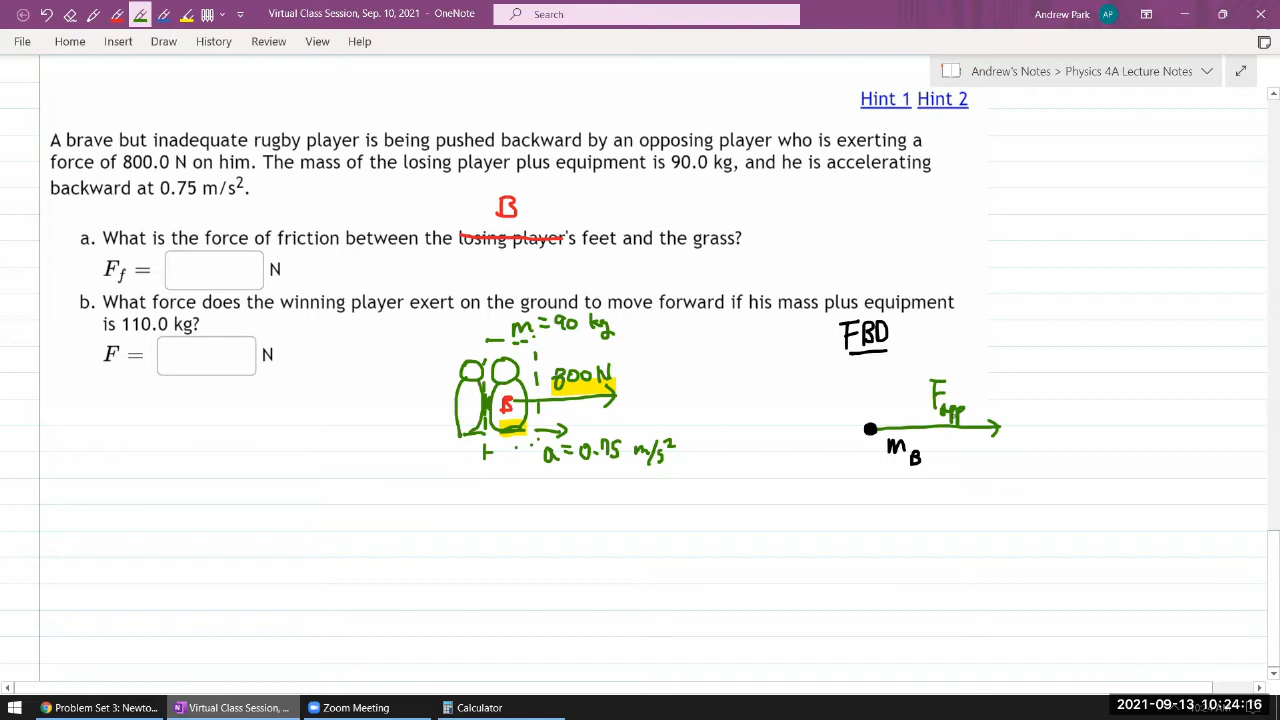 Virtual Class Session, Sep. 10, 2021 - OneNote
Search
Andrew Park
AP
File Home Insert Draw History Review View Help
Andrew's Notes > Physics 4A Lecture Notes
Hint 1 Hint 2
A brave but inadequate rugby player is being pushed backward by an opposing player who is exerting a
force of 800.0 N on him. The mass of the losing player plus equipment is 90.0 kg, and he is accelerating
backward at 0.75 m/s².
B
a. What is the force of friction between the losing player's feet and the grass?
F_f = N
b. What force does the winning player exert on the ground to move forward if his mass plus equipment
is 110.0 kg?
F = N
m = 90 kg
800N
B
a = 0.75 m/s²
FBD
F_app
m_B
Problem Set 3: Newto...
Virtual Class Session,...
Zoom Meeting
Calculator
2021-09-13 10:24:16